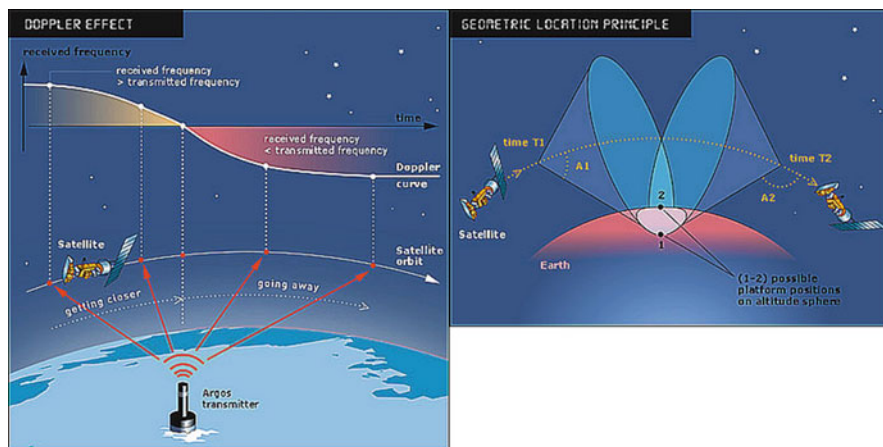 DOPPLER EFFECT
received frequency
received frequency
> transmitted frequency
time
received frequency
< transmitted frequency
Doppler
curve
Satellite
Satellite
orbit
getting closer
going away
Argos
transmitter
GEOMETRIC LOCATION PRINCIPLE
time T1
time T2
A1
A2
2
Satellite
1
Earth
(1-2) possible
platform positions
on altitude sphere